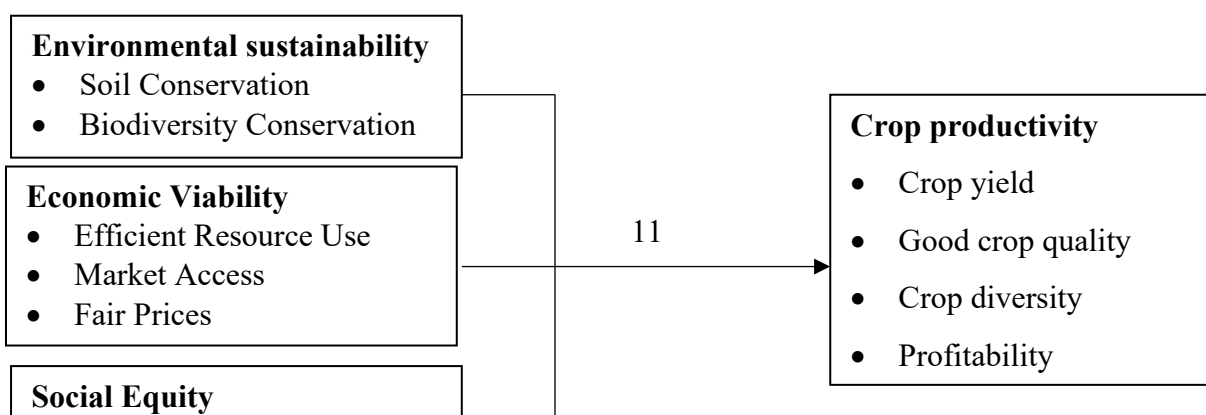 Environmental sustainability
• Soil Conservation
• Biodiversity Conservation
Economic Viability
• Efficient Resource Use
• Market Access
• Fair Prices
Social Equity
11
Crop productivity
• Crop yield
• Good crop quality
• Crop diversity
• Profitability